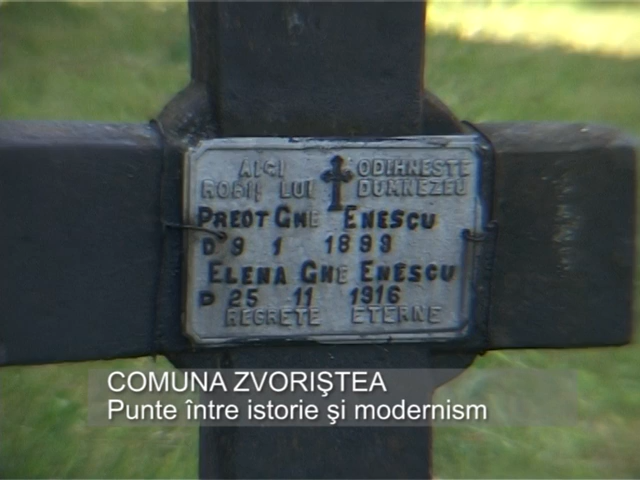 AICI ODIHNESTE
ROBII LUI DUMNEZEU
PREOT GHE ENESCU
D 9 1 1899
ELENA GHE ENESCU
D 25 11 1916
REGRETE ETERNE
COMUNA ZVORIŞTEA
Punte între istorie şi modernism